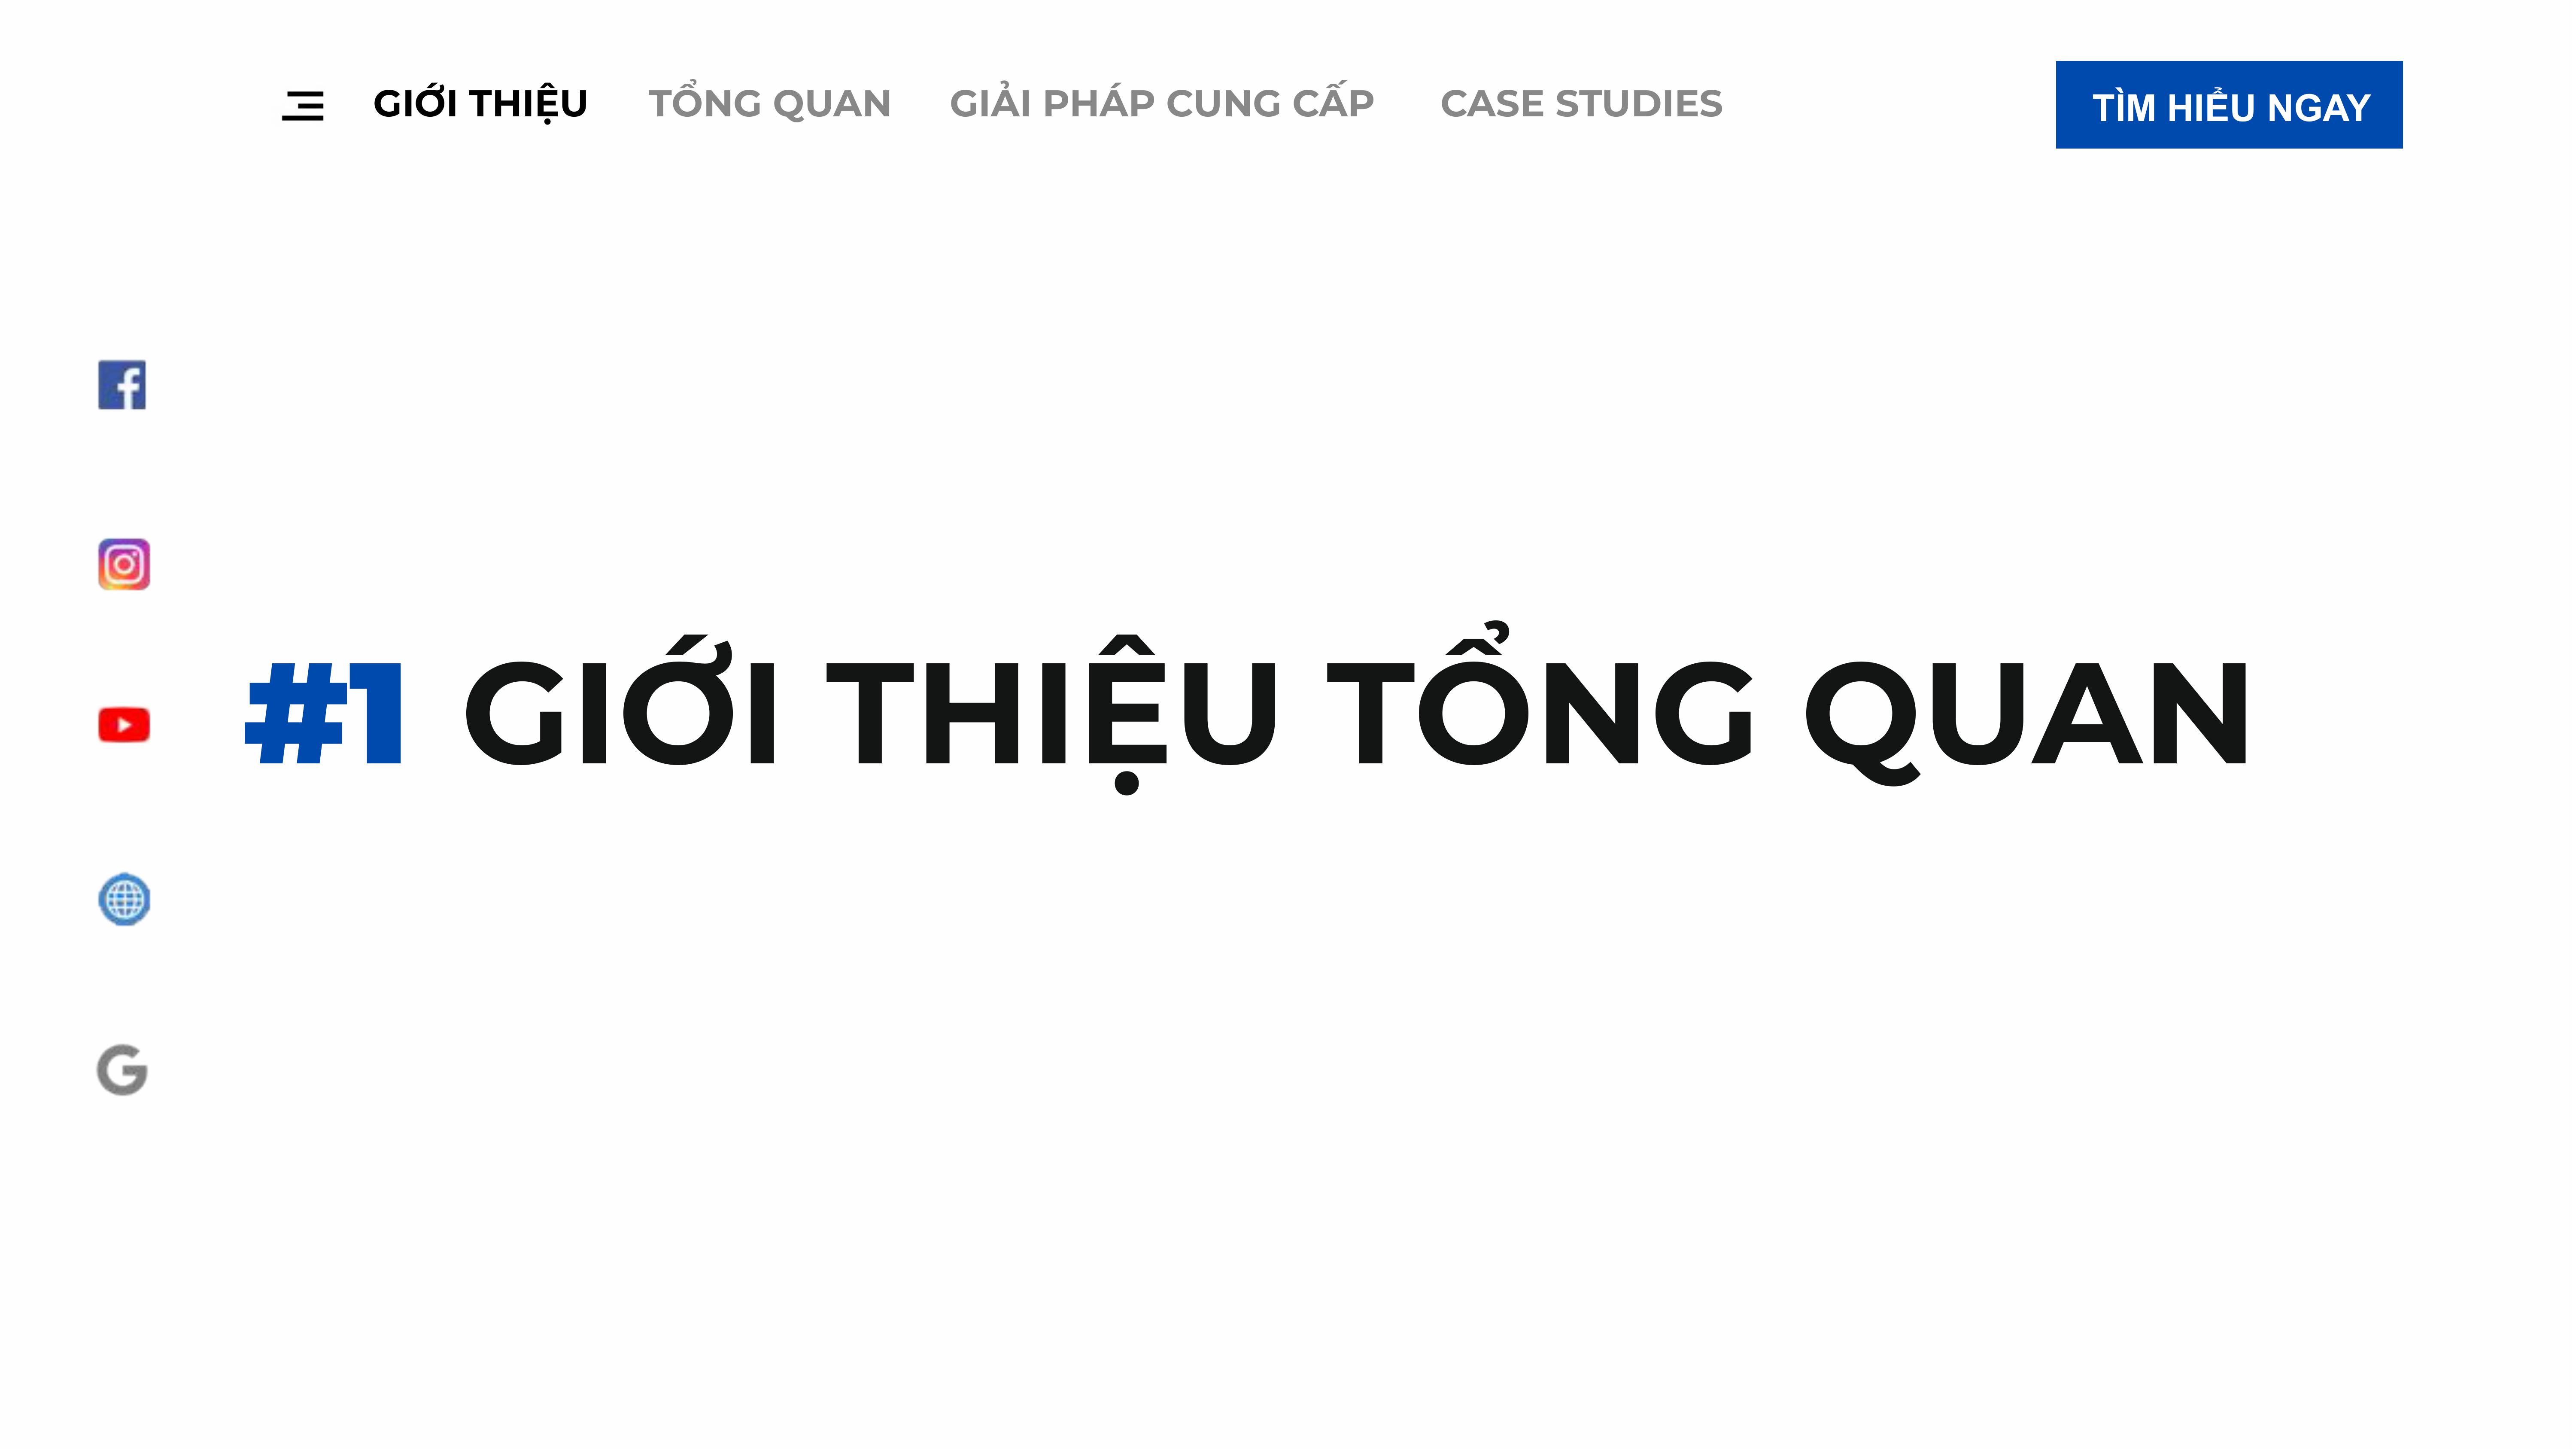 GIỚI THIỆU TỔNG QUAN GIẢI PHÁP CUNG CẤP CASE STUDIES TÌM HIỂU NGAY
#1 GIỚI THIỆU TỔNG QUAN